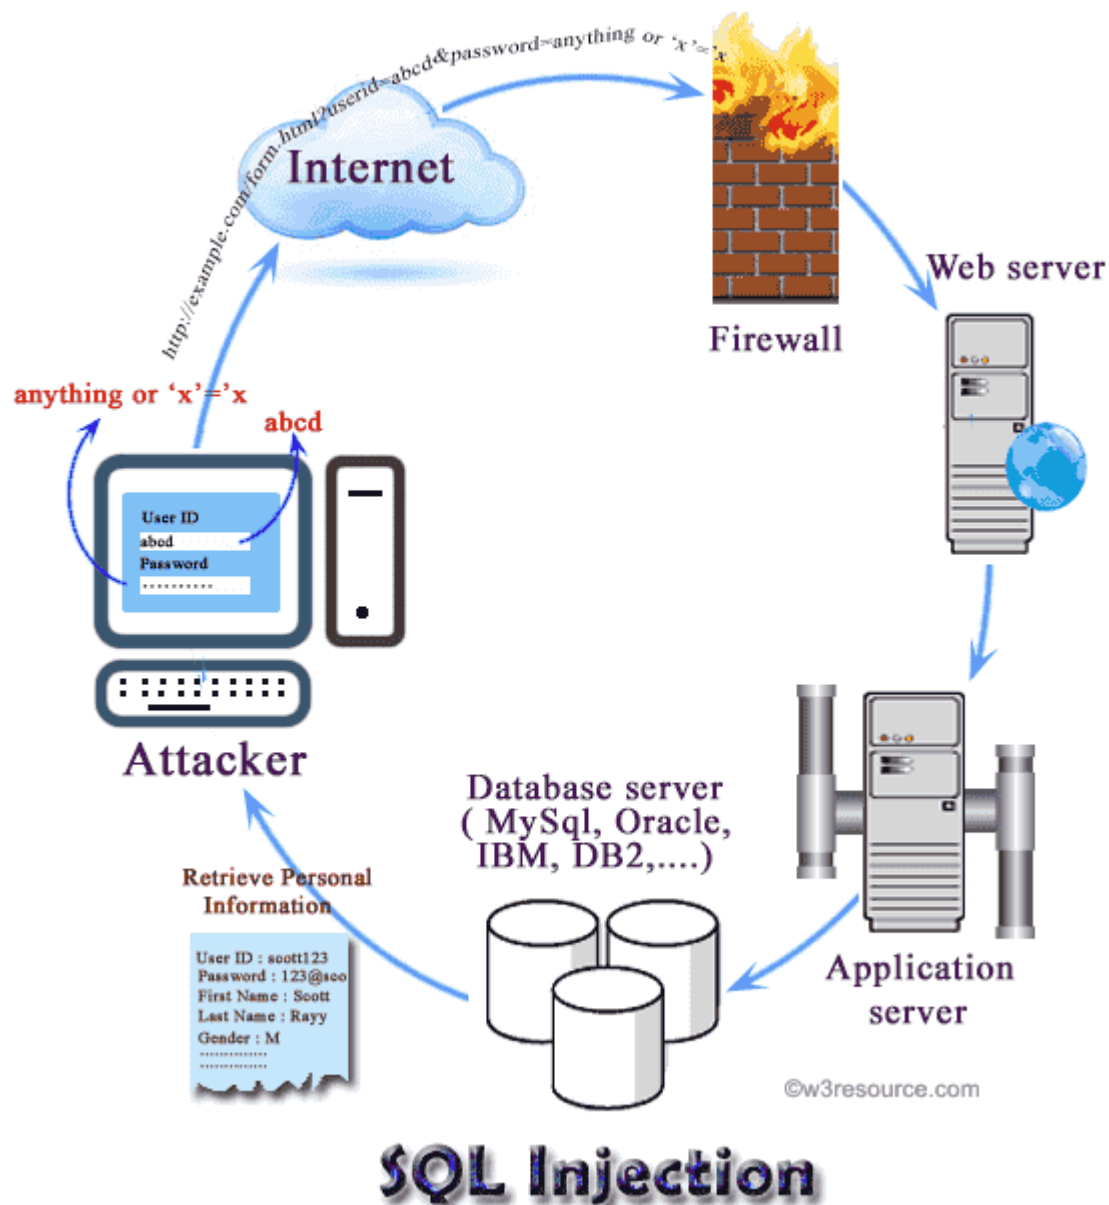 http://example.com/form.html?userid=abcd&password=anything or ‘x’=’x
Internet
Firewall
Web server
anything or ‘x’=’x
abcd
User ID
abcd
Password
Attacker
Database server
( MySql, Oracle,
IBM, DB2,....)
Application
server
Retrieve Personal
Information
User ID : scott123
Password : 123@sco
First Name : Scott
Last Name : Rayy
Gender : M
..............
..............
©w3resource.com
SQL Injection